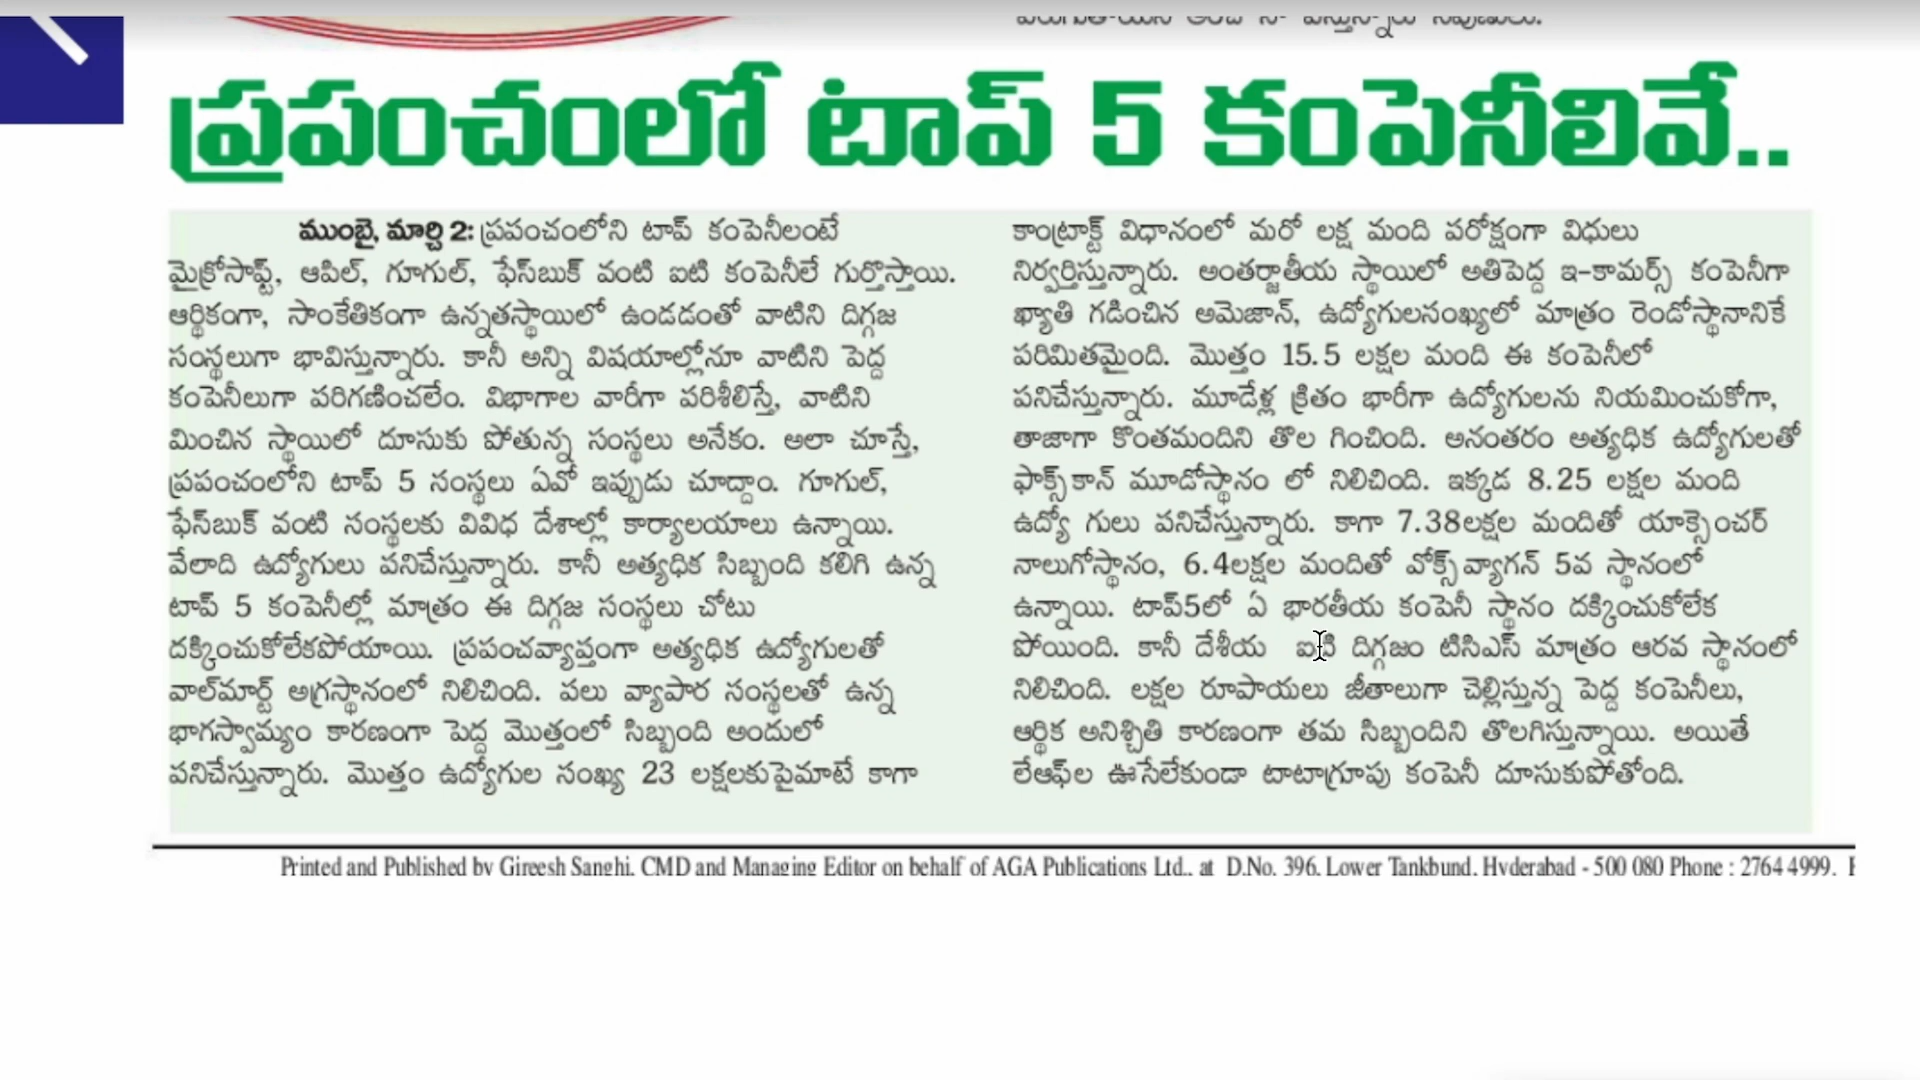 ప్రపంచంలో టాప్ 5 కంపెనీలివే..
ముంబై, మార్చి 2: ప్రపంచంలోని టాప్ కంపెనీలంటే
మైక్రోసాఫ్ట్, ఆపిల్, గూగుల్, ఫేస్‌బుక్ వంటి ఐటి కంపెనీలే గుర్తొస్తాయి.
ఆర్థికంగా, సాంకేతికంగా ఉన్నతస్థాయిలో ఉండడంతో వాటిని దిగ్గజ
సంస్థలుగా భావిస్తున్నారు. కానీ అన్ని విషయాల్లోనూ వాటిని పెద్ద
కంపెనీలుగా పరిగణించలేం. విభాగాల వారీగా పరిశీలిస్తే, వాటిని
మించిన స్థాయిలో దూసుకు పోతున్న సంస్థలు అనేకం. అలా చూస్తే,
ప్రపంచంలోని టాప్ 5 సంస్థలు ఏవో ఇప్పుడు చూద్దాం. గూగుల్,
ఫేస్‌బుక్ వంటి సంస్థలకు వివిధ దేశాల్లో కార్యాలయాలు ఉన్నాయి.
వేలాది ఉద్యోగులు పనిచేస్తున్నారు. కానీ అత్యధిక సిబ్బంది కలిగి ఉన్న
టాప్ 5 కంపెనీల్లో మాత్రం ఈ దిగ్గజ సంస్థలు చోటు
దక్కించుకోలేకపోయాయి. ప్రపంచవ్యాప్తంగా అత్యధిక ఉద్యోగులతో
వాల్‌మార్ట్ అగ్రస్థానంలో నిలిచింది. పలు వ్యాపార సంస్థలతో ఉన్న
భాగస్వామ్యం కారణంగా పెద్ద మొత్తంలో సిబ్బంది అందులో
పనిచేస్తున్నారు. మొత్తం ఉద్యోగుల సంఖ్య 23 లక్షలకుపైమాటే కాగా
కాంట్రాక్ట్ విధానంలో మరో లక్ష మంది పరోక్షంగా విధులు
నిర్వర్తిస్తున్నారు. అంతర్జాతీయ స్థాయిలో అతిపెద్ద ఇ-కామర్స్ కంపెనీగా
ఖ్యాతి గడించిన అమెజాన్, ఉద్యోగులసంఖ్యలో మాత్రం రెండోస్థానానికే
పరిమితమైంది. మొత్తం 15.5 లక్షల మంది ఈ కంపెనీలో
పనిచేస్తున్నారు. మూడేళ్ల క్రితం భారీగా ఉద్యోగులను నియమించుకోగా,
తాజాగా కొంతమందిని తొల గించింది. అనంతరం అత్యధిక ఉద్యోగులతో
ఫాక్స్‌కాన్ మూడోస్థానం లో నిలిచింది. ఇక్కడ 8.25 లక్షల మంది
ఉద్యో గులు పనిచేస్తున్నారు. కాగా 7.38లక్షల మందితో యాక్సెంచర్
నాలుగోస్థానం, 6.4లక్షల మందితో వోక్స్‌వ్యాగన్ 5వ స్థానంలో
ఉన్నాయి. టాప్5లో ఏ భారతీయ కంపెనీ స్థానం దక్కించుకోలేక
పోయింది. కానీ దేశీయ ఐటి దిగ్గజం టిసిఎస్ మాత్రం ఆరవ స్థానంలో
నిలిచింది. లక్షల రూపాయలు జీతాలుగా చెల్లిస్తున్న పెద్ద కంపెనీలు,
ఆర్థిక అనిశ్చితి కారణంగా తమ సిబ్బందిని తొలగిస్తున్నాయి. అయితే
లేఆఫ్‌ల ఊసేలేకుండా టాటాగ్రూపు కంపెనీ దూసుకుపోతోంది.
Printed and Published by Gireesh Sanghi, CMD and Managing Editor on behalf of AGA Publications Ltd., at D.No. 396, Lower Tankbund, Hyderabad - 500 080 Phone : 2764 4999.